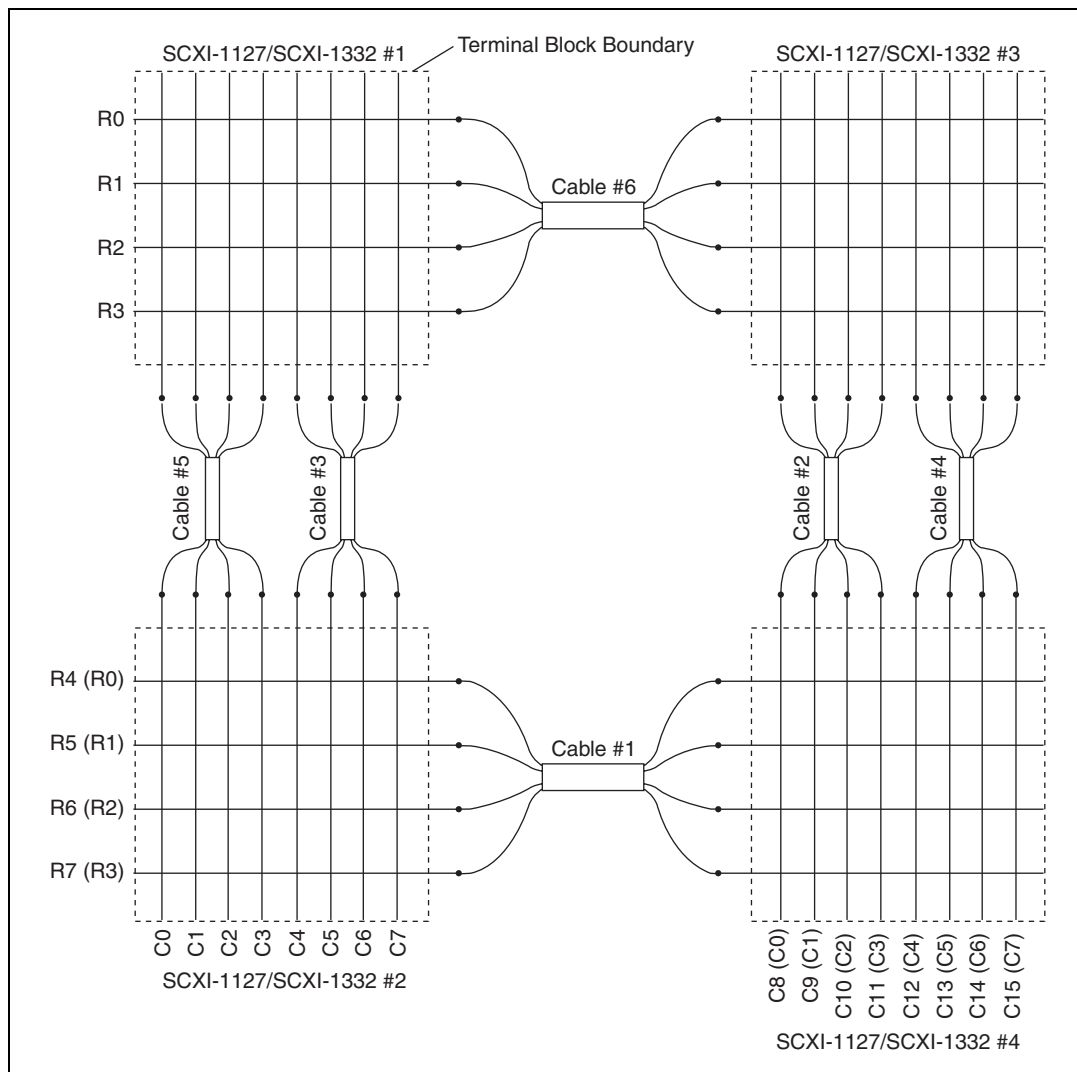 SCXI-1127/SCXI-1332 #1
Terminal Block Boundary
SCXI-1127/SCXI-1332 #3
R0
R1
R2
R3
Cable #6
Cable #5
Cable #3
Cable #2
Cable #4
R4 (R0)
R5 (R1)
R6 (R2)
R7 (R3)
Cable #1
C0
C1
C2
C3
C4
C5
C6
C7
SCXI-1127/SCXI-1332 #2
C8 (C0)
C9 (C1)
C10 (C2)
C11 (C3)
C12 (C4)
C13 (C5)
C14 (C6)
C15 (C7)
SCXI-1127/SCXI-1332 #4